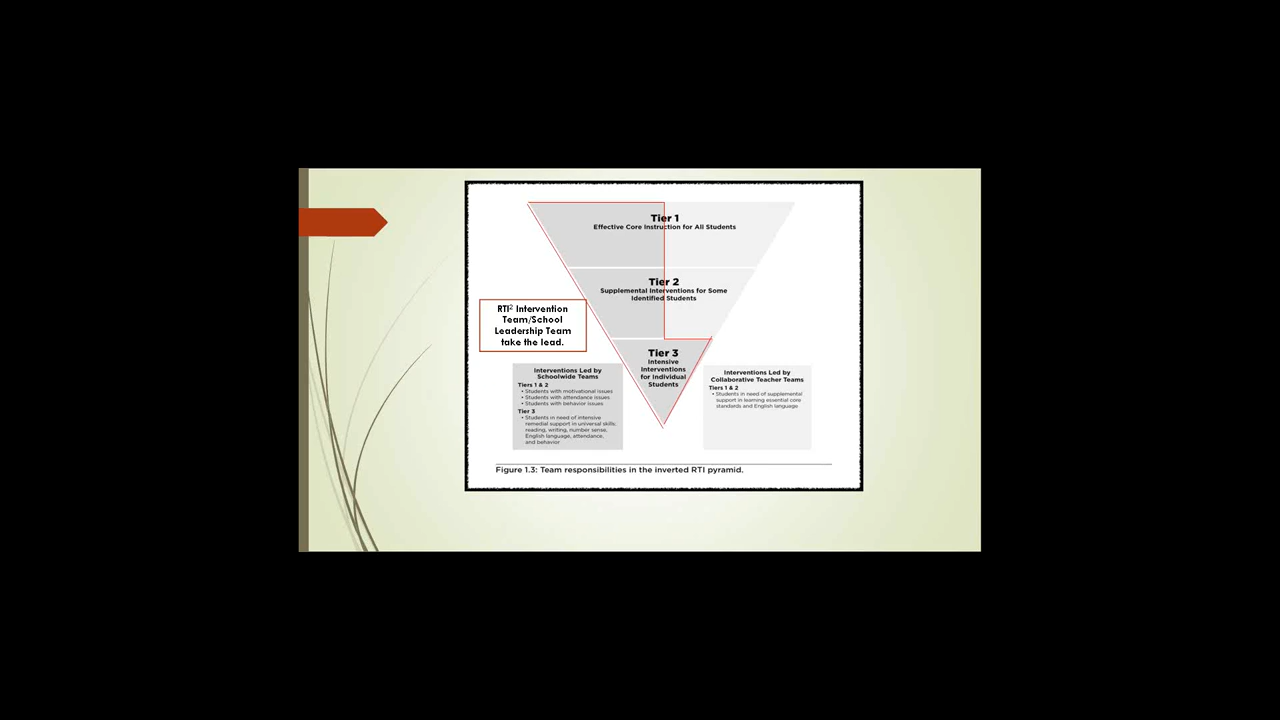 Tier 1
Effective Core Instruction for All Students
Tier 2
Supplemental Interventions for Some
Identified Students
RTI² Intervention
Team/School
Leadership Team
take the lead.
Tier 3
Intensive
Interventions
for Individual
Students
Interventions Led by
Schoolwide Teams
Tiers 1 & 2
• Students with motivational issues
• Students with attendance issues
• Students with behavior issues
Tier 3
• Students in need of intensive
remedial support in universal skills:
reading, writing, number sense,
English language, attendance,
and behavior
Interventions Led by
Collaborative Teacher Teams
Tiers 1 & 2
• Students in need of supplemental
support in learning essential core
standards and English language
Figure 1.3: Team responsibilities in the inverted RTI pyramid.